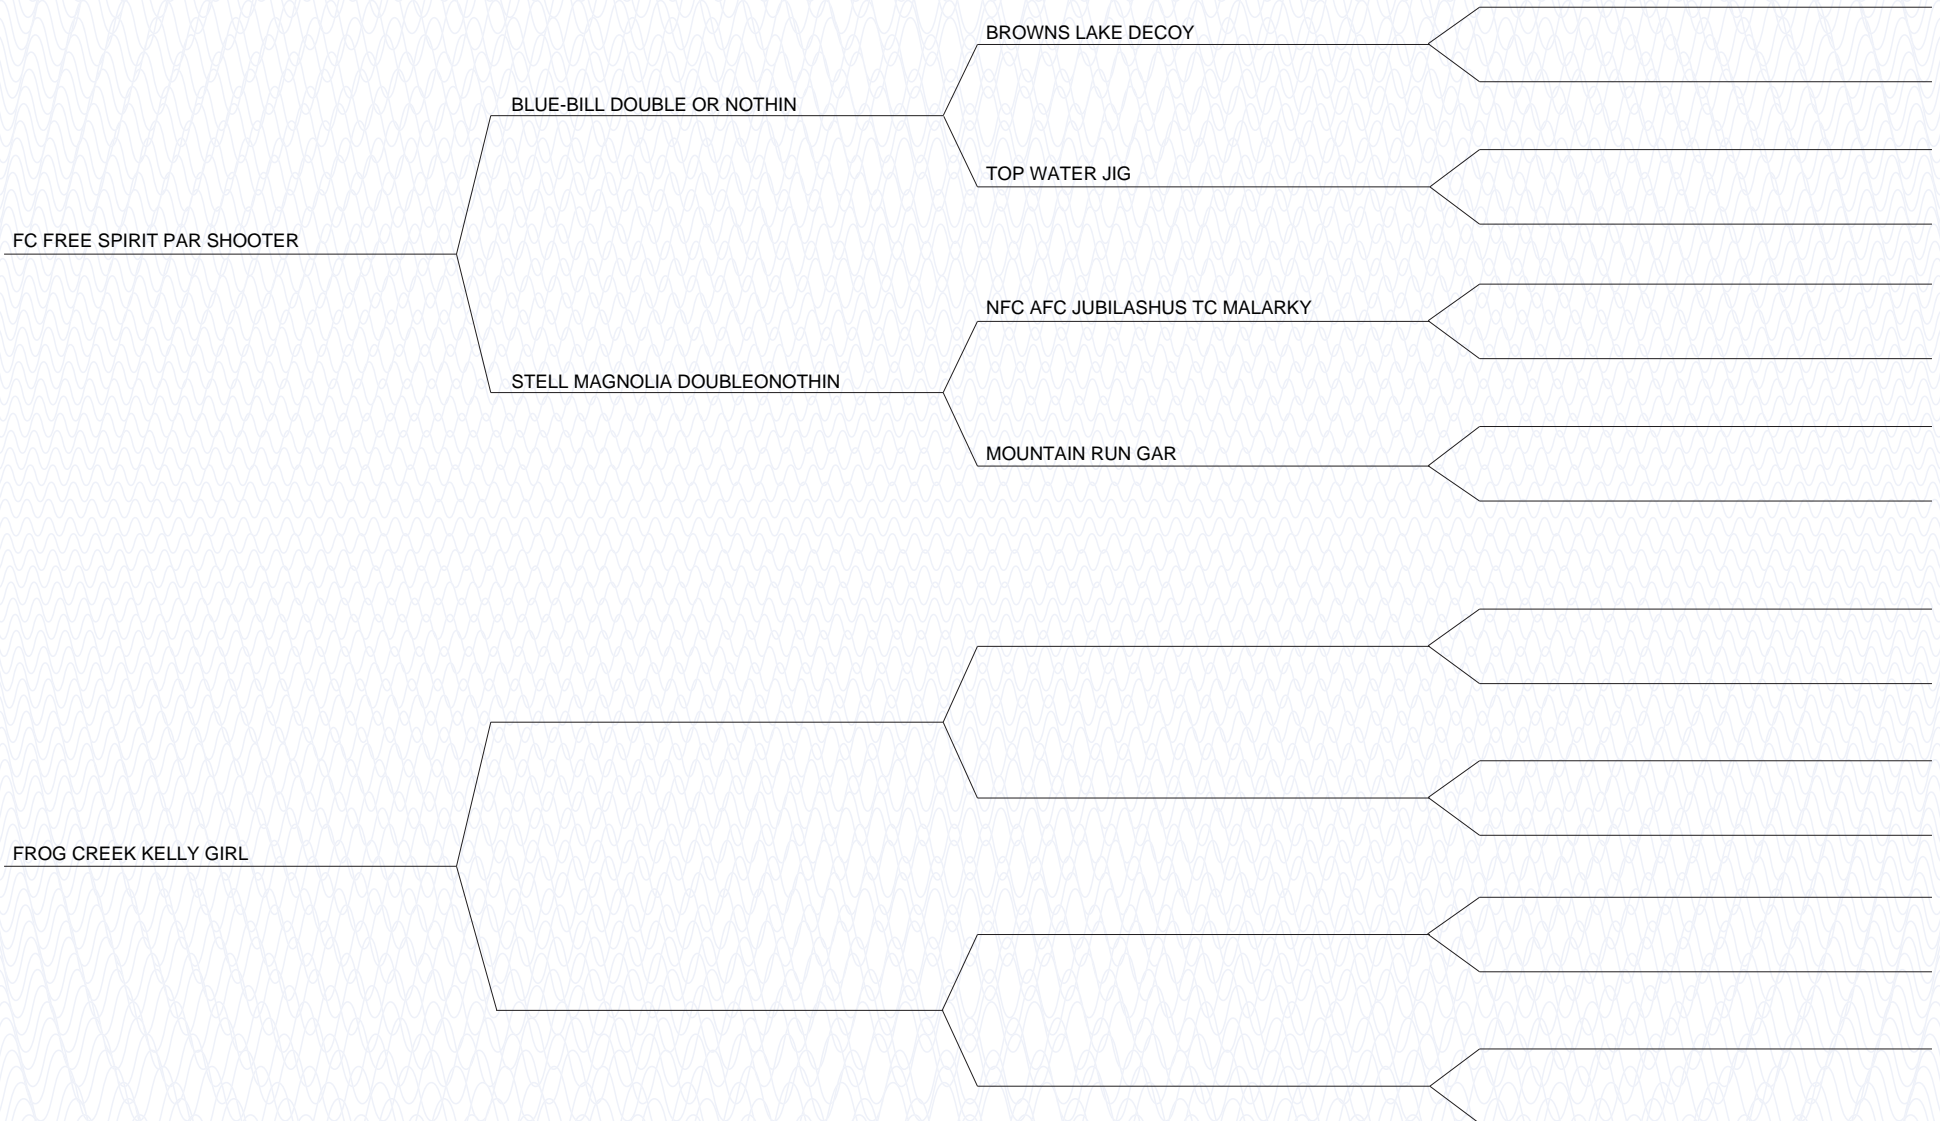 BROWNS LAKE DECOY
BLUE-BILL DOUBLE OR NOTHIN
TOP WATER JIG
FC FREE SPIRIT PAR SHOOTER
NFC AFC JUBILASHUS TC MALARKY
STELL MAGNOLIA DOUBLEONOTHIN
MOUNTAIN RUN GAR
FROG CREEK KELLY GIRL